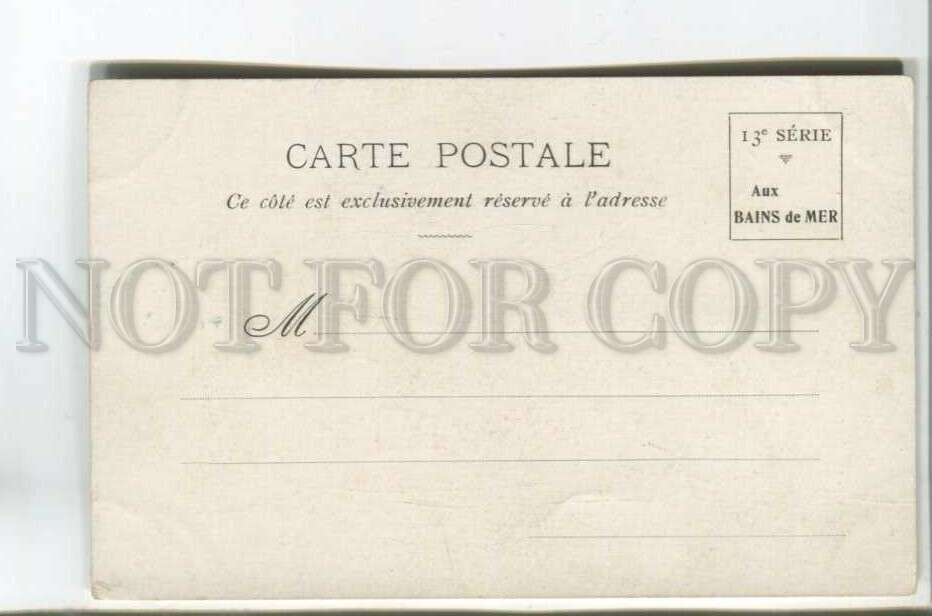 CARTE POSTALE
Ce côté est exclusivement réservé à l'adresse
13e SÉRIE
Aux
BAINS de MER
M
NOT FOR COPY